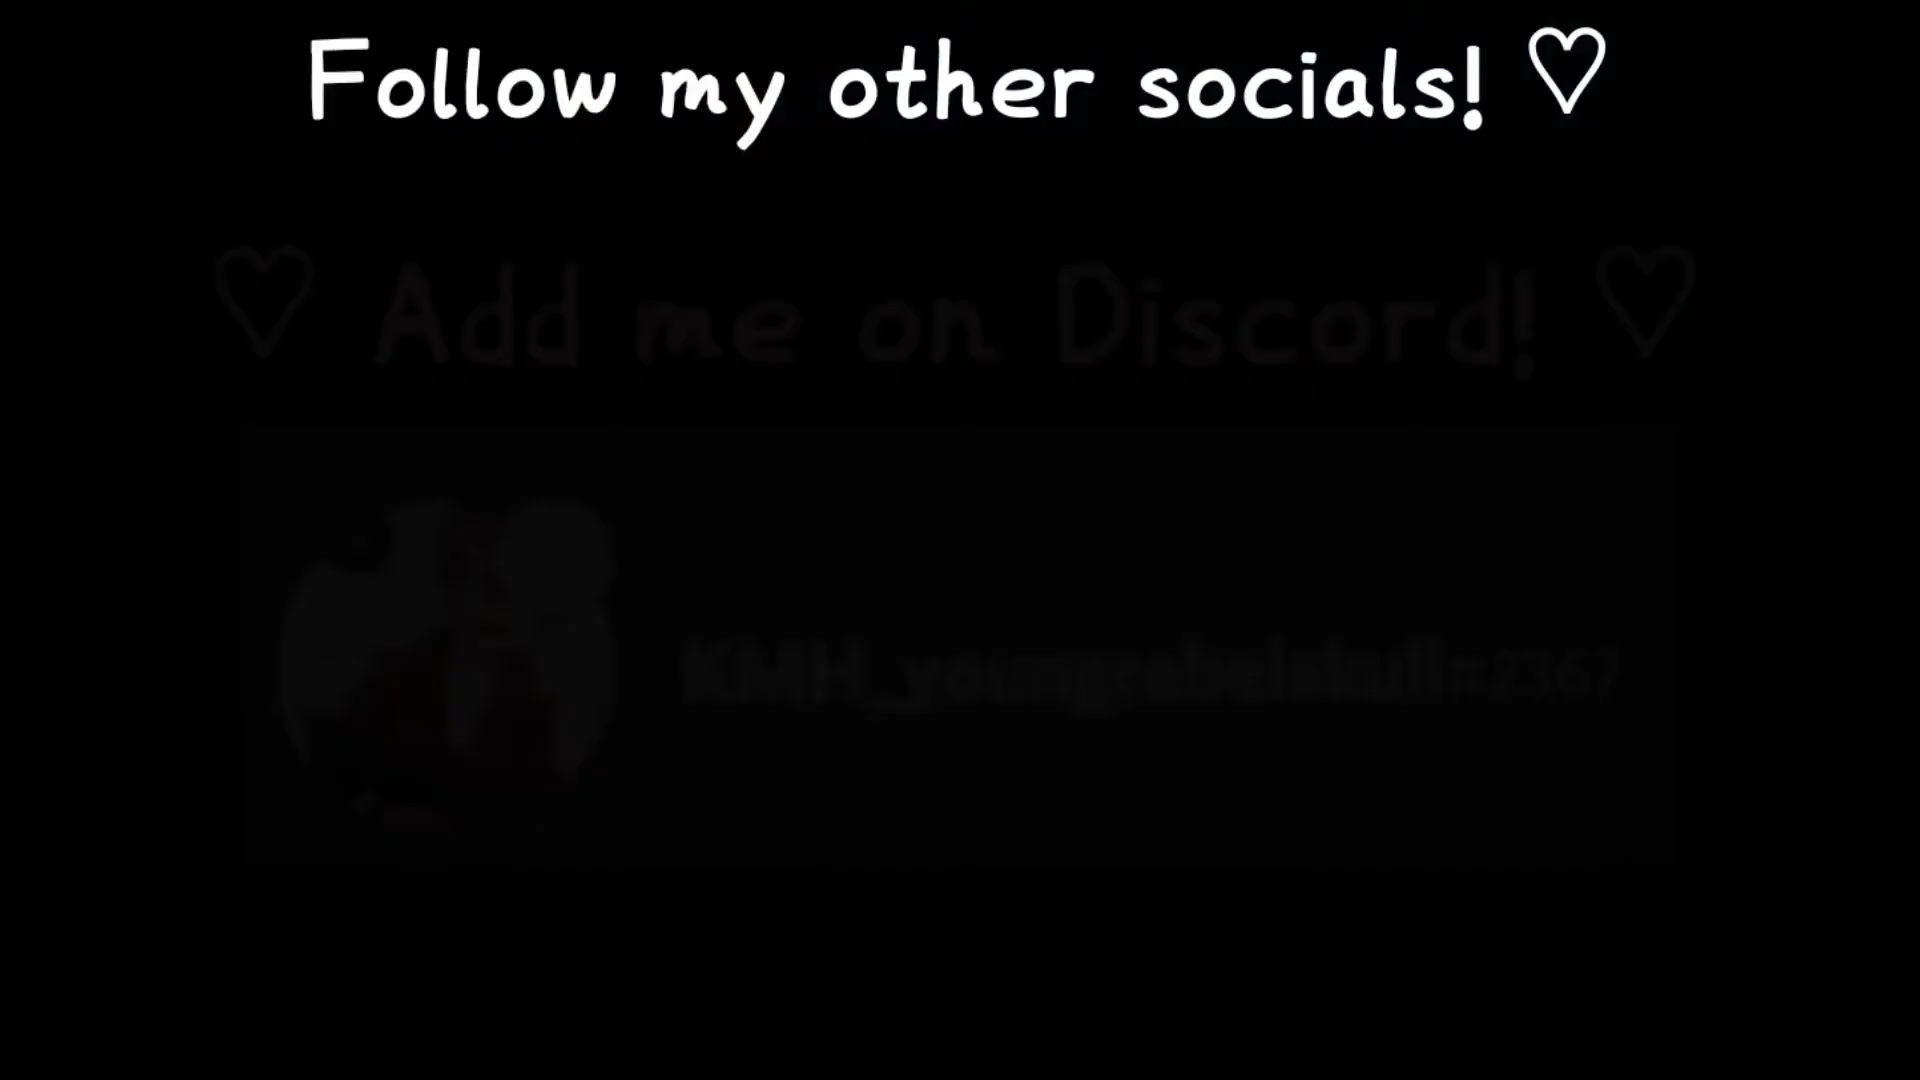 Follow my other socials! ♡
♡ Add me on Discord! ♡